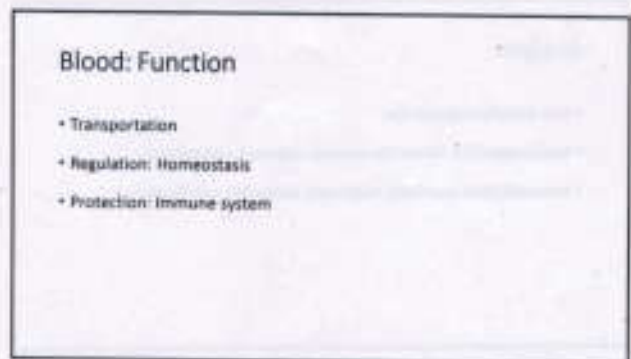 Blood: Function
• Transportation
• Regulation: Homeostasis
• Protection: Immune system